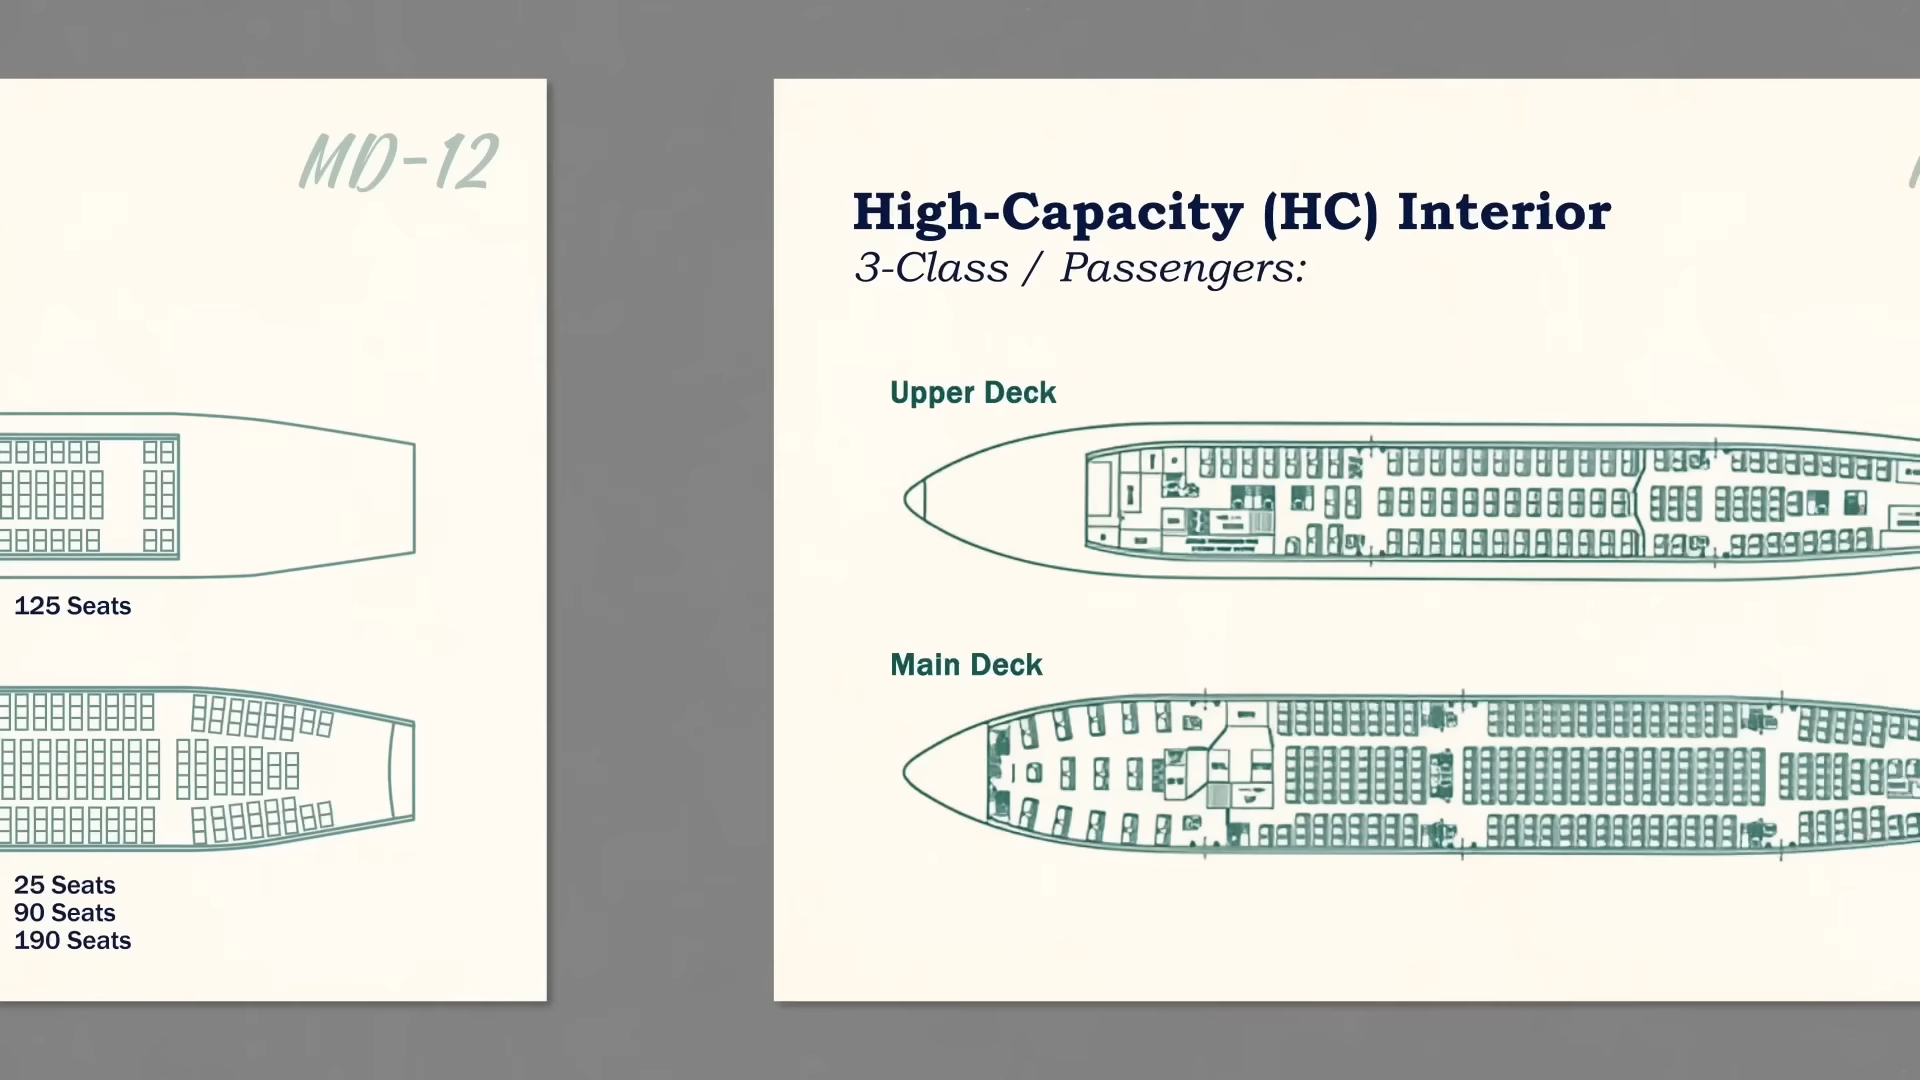 MD-12
125 Seats
25 Seats
90 Seats
190 Seats
High-Capacity (HC) Interior
3-Class / Passengers:
Upper Deck
Main Deck